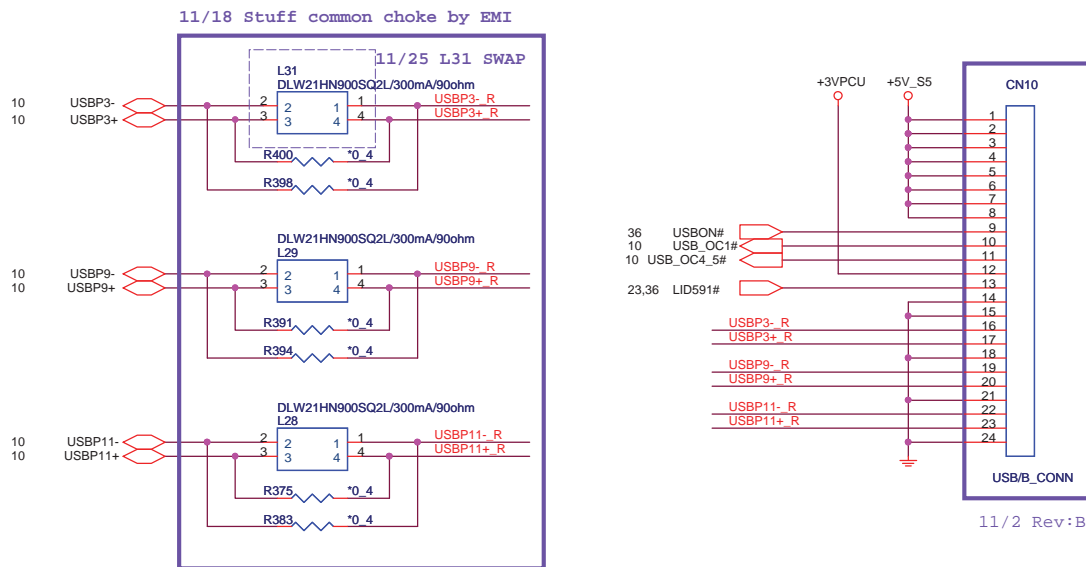 11/18 Stuff common choke by EMI
11/25 L31 SWAP
L31
DLW21HN900SQ2L/300mA/90ohm
10 USBP3- 2 2 1 1 USBP3-_R
10 USBP3+ 3 3 4 4 USBP3+_R
R400 *0_4
R398 *0_4
DLW21HN900SQ2L/300mA/90ohm
L29
10 USBP9- 2 2 1 1 USBP9-_R
10 USBP9+ 3 3 4 4 USBP9+_R
R391 *0_4
R394 *0_4
DLW21HN900SQ2L/300mA/90ohm
L28
10 USBP11- 2 2 1 1 USBP11-_R
10 USBP11+ 3 3 4 4 USBP11+_R
R375 *0_4
R383 *0_4
+3VPCU +5V_S5 CN10
1
2
3
4
5
6
7
8
36 USBON# 9
10 USB_OC1# 10
10 USB_OC4_5# 11
12
23,36 LID591# 13
14
15
USBP3-_R 16
USBP3+_R 17
18
USBP9-_R 19
USBP9+_R 20
21
USBP11-_R 22
USBP11+_R 23
24
USB/B_CONN
11/2 Rev:B